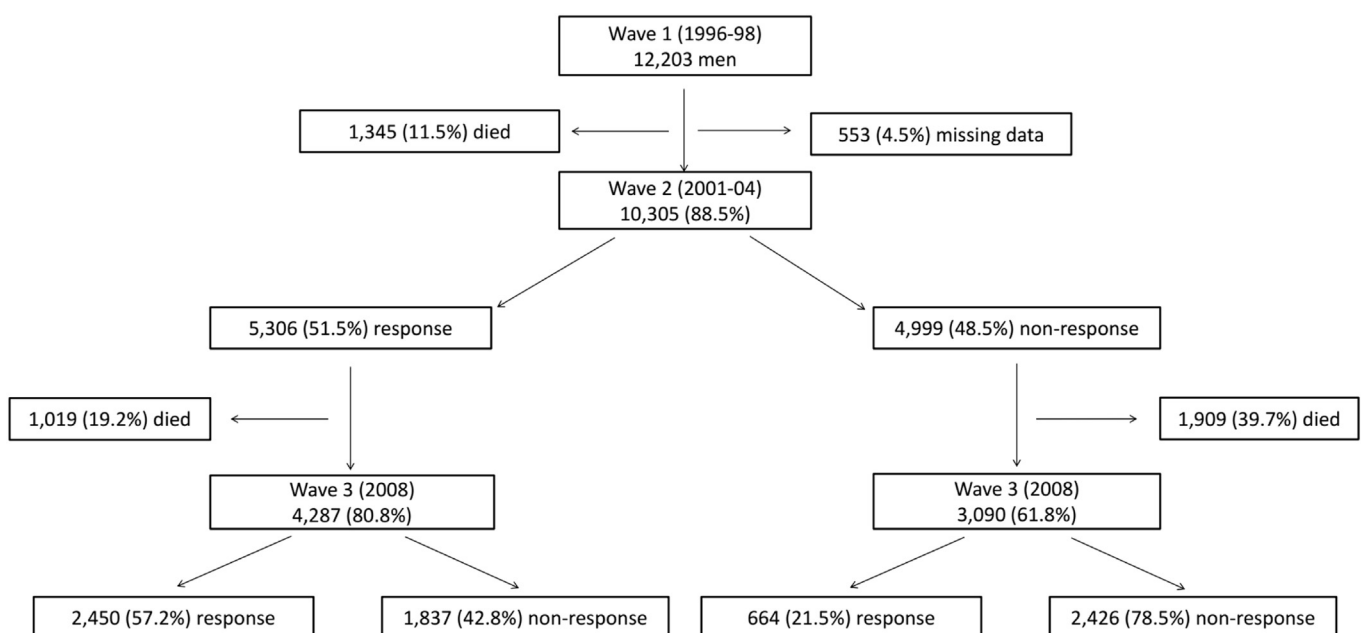 Wave 1 (1996-98)
12,203 men
1,345 (11.5%) died
553 (4.5%) missing data
Wave 2 (2001-04)
10,305 (88.5%)
5,306 (51.5%) response
4,999 (48.5%) non-response
1,019 (19.2%) died
1,909 (39.7%) died
Wave 3 (2008)
4,287 (80.8%)
Wave 3 (2008)
3,090 (61.8%)
2,450 (57.2%) response
1,837 (42.8%) non-response
664 (21.5%) response
2,426 (78.5%) non-response